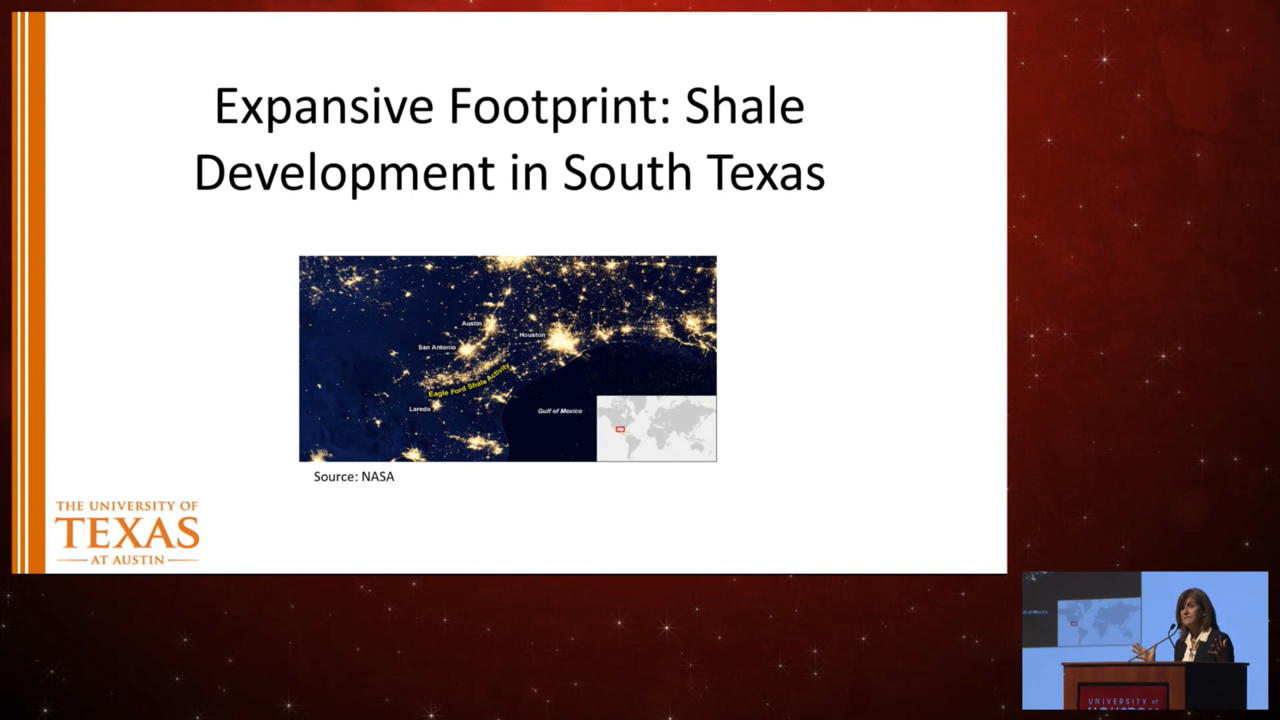 Expansive Footprint: Shale
Development in South Texas
Austin
Houston
San Antonio
Eagle Ford Shale Activity
Laredo
Gulf of Mexico
Source: NASA
THE UNIVERSITY OF
TEXAS
AT AUSTIN
UNIVERSITY of
HOUSTON